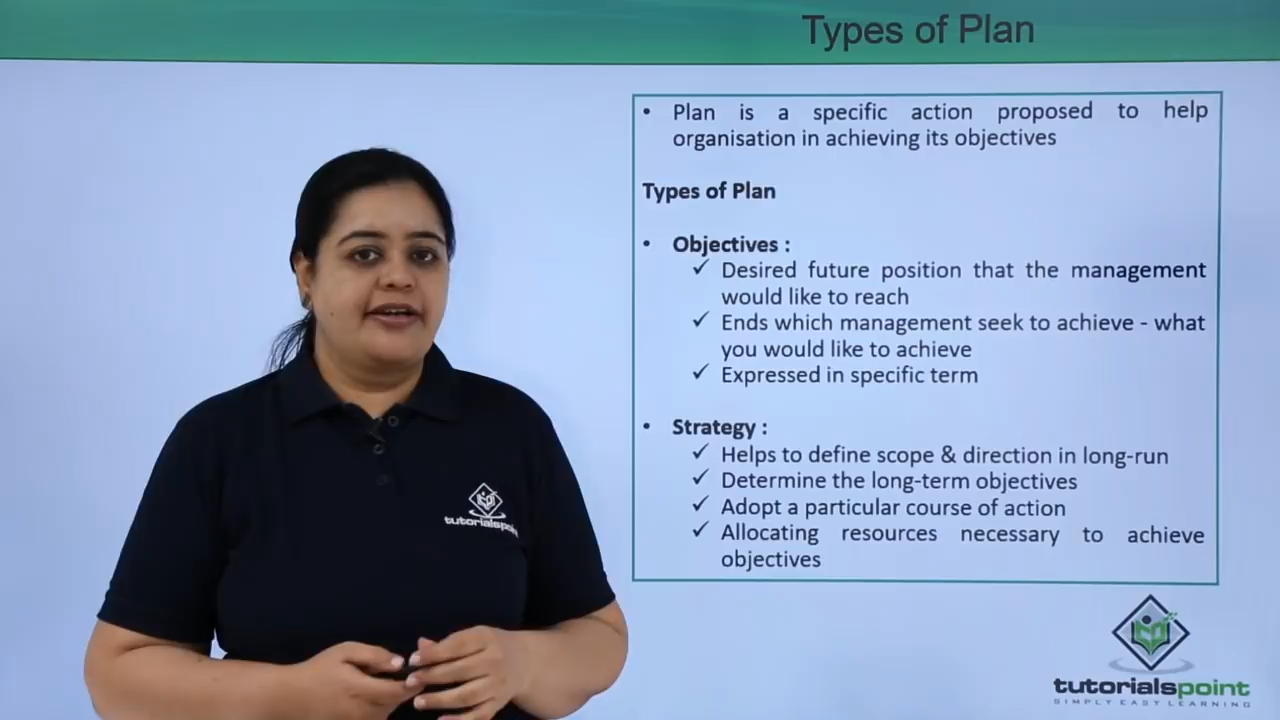 Types of Plan
• Plan is a specific action proposed to help
organisation in achieving its objectives
Types of Plan
• Objectives :
✓ Desired future position that the management
would like to reach
✓ Ends which management seek to achieve - what
you would like to achieve
✓ Expressed in specific term
• Strategy :
✓ Helps to define scope & direction in long-run
✓ Determine the long-term objectives
✓ Adopt a particular course of action
✓ Allocating resources necessary to achieve
objectives
tutorialspoint
tutorialspoint
SIMPLY EASY LEARNING